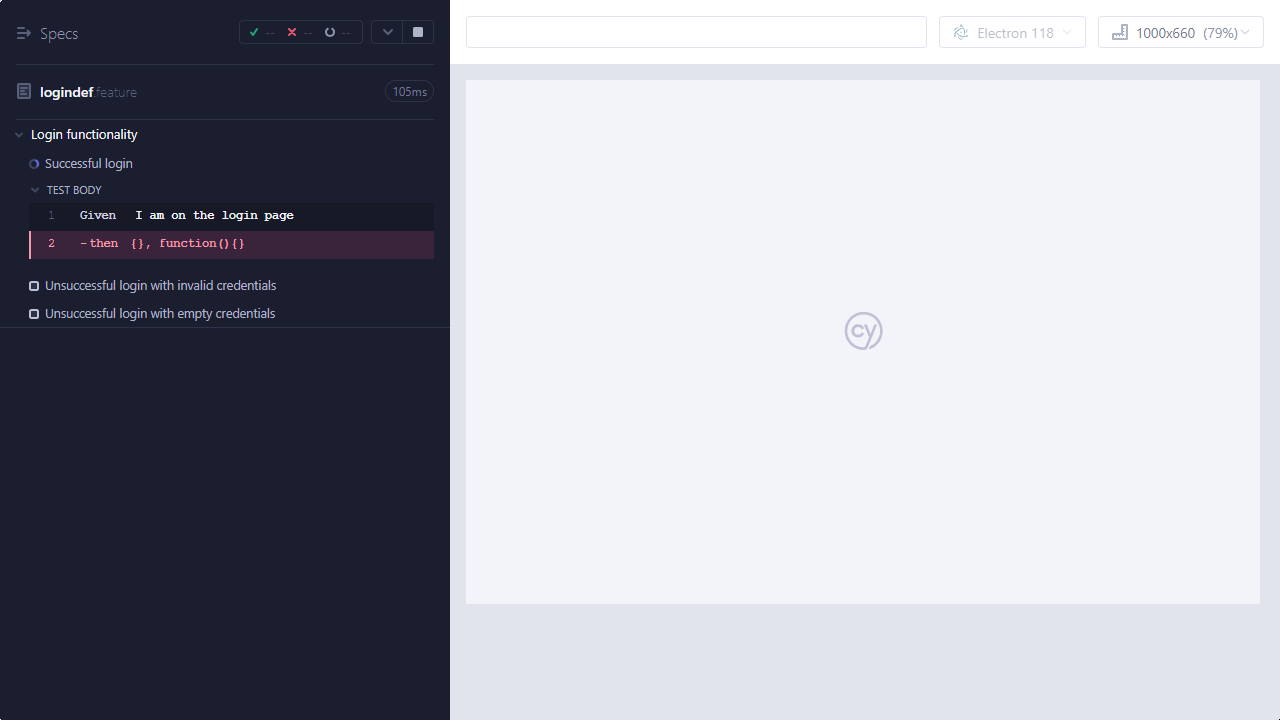 Specs
-- -- --
Electron 118
1000x660 (79%)
logindef.feature
105ms
Login functionality
Successful login
TEST BODY
1 Given I am on the login page
2 -then {}, function(){}
Unsuccessful login with invalid credentials
Unsuccessful login with empty credentials
cy